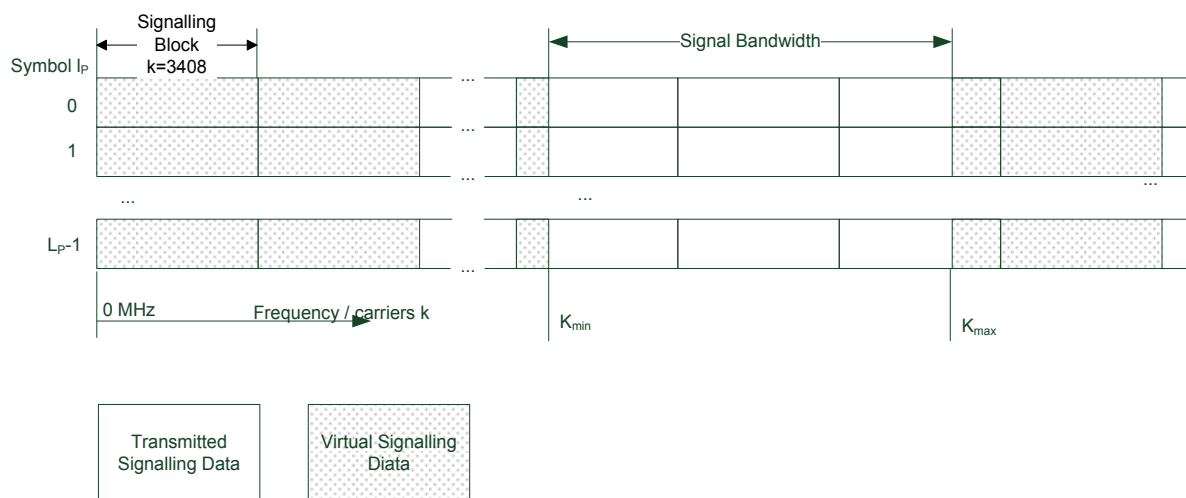 Signalling
Block
k=3408
Signal Bandwidth
Symbol lP
...
0
...
1
...
...
...
...
LP-1
...
0 MHz
Frequency / carriers k
Kmin
Kmax
Transmitted
Signalling Data
Virtual Signalling
Diata